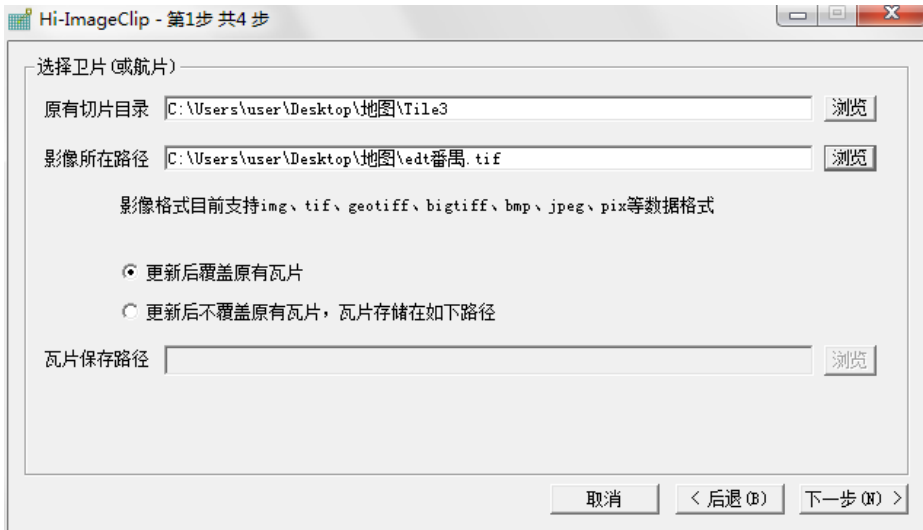 Hi-ImageClip - 第1步 共4 步
选择卫片(或航片)
原有切片目录 C:\Users\user\Desktop\地图\Tile3 浏览
影像所在路径 C:\Users\user\Desktop\地图\edt番禺.tif 浏览
影像格式目前支持img、tif、geotiff、bigtiff、bmp、jpeg、pix等数据格式
更新后覆盖原有瓦片
更新后不覆盖原有瓦片，瓦片存储在如下路径
瓦片保存路径 浏览
取消 < 后退(B) 下一步(N) >